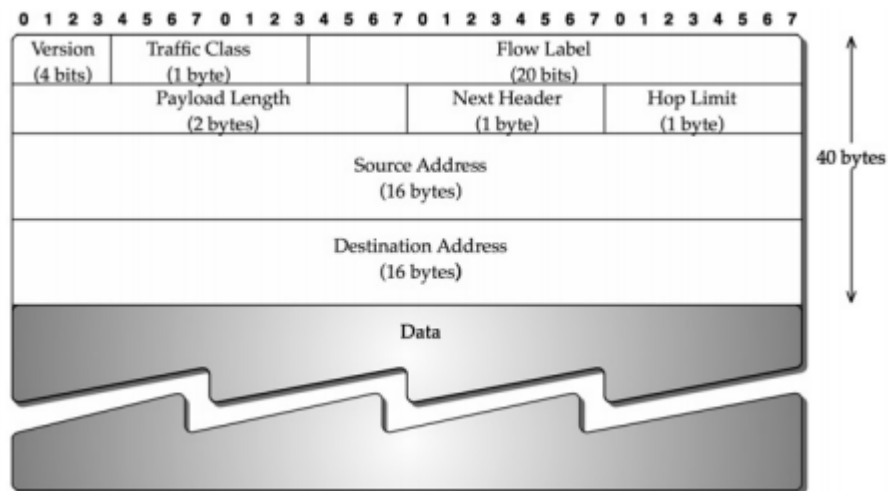 0 1 2 3 4 5 6 7 0 1 2 3 4 5 6 7 0 1 2 3 4 5 6 7 0 1 2 3 4 5 6 7
Version Traffic Class Flow Label
(4 bits) (1 byte) (20 bits)
Payload Length Next Header Hop Limit
(2 bytes) (1 byte) (1 byte)
40 bytes
Source Address
(16 bytes)
Destination Address
(16 bytes)
Data